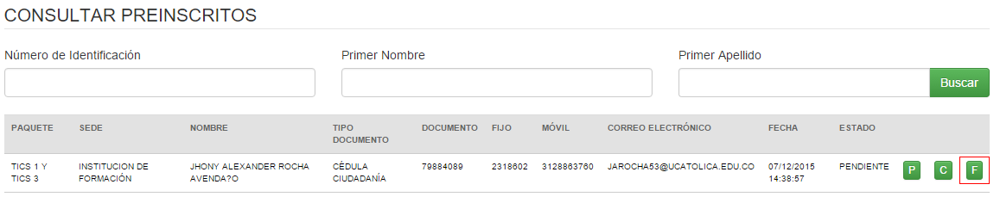 CONSULTAR PREINSCRITOS
Número de Identificación Primer Nombre Primer Apellido
Buscar
PAQUETE SEDE NOMBRE TIPO DOCUMENTO DOCUMENTO FIJO MÓVIL CORREO ELECTRÓNICO FECHA ESTADO
TICS 1 Y INSTITUCION DE JHONY ALEXANDER ROCHA CÉDULA 79884089 2318602 3128863760 JAROCHA53@UCATOLICA.EDU.CO 07/12/2015 PENDIENTE P C F
TICS 3 FORMACIÓN AVENDA?O CIUDADANÍA 14:38:57